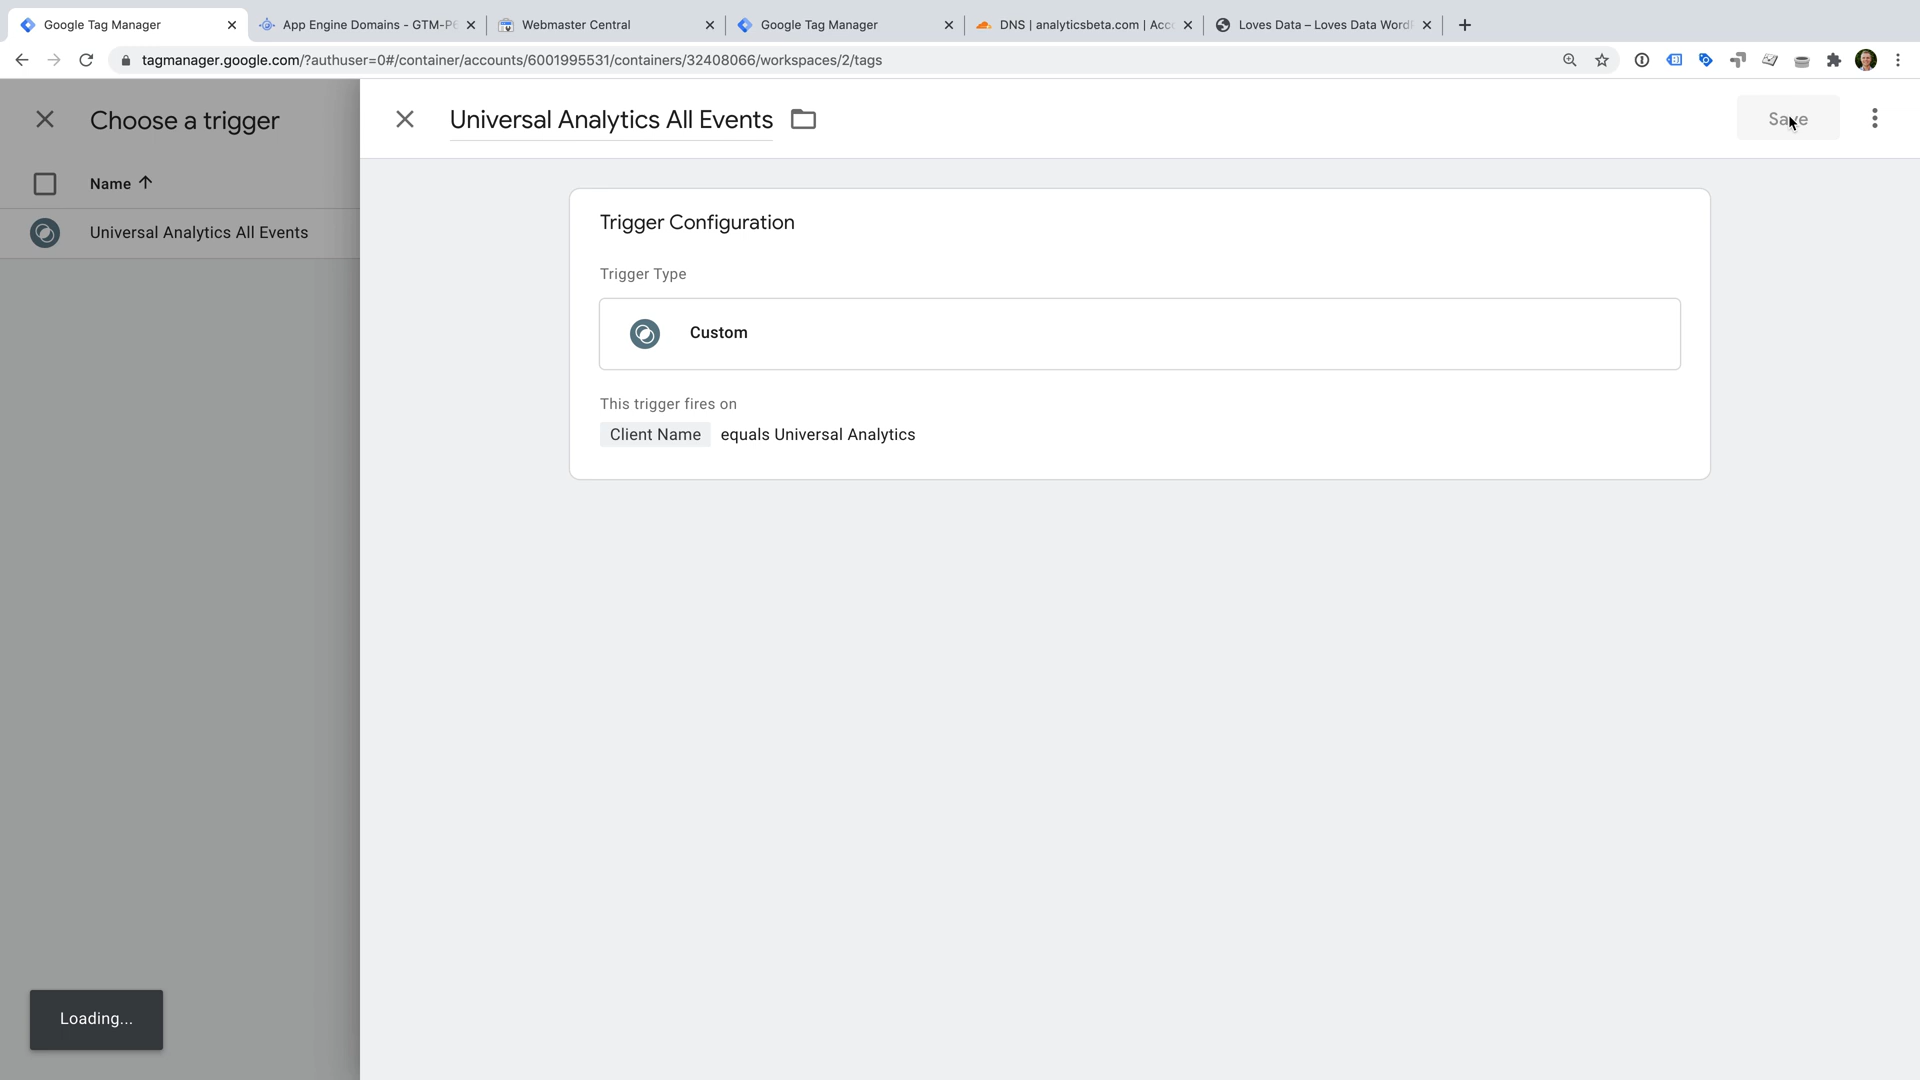 Google Tag Manager
App Engine Domains - GTM-P6
Webmaster Central
Google Tag Manager
DNS | analyticsbeta.com | Acc
Loves Data – Loves Data Word
tagmanager.google.com/?authuser=0#/container/accounts/6001995531/containers/32408066/workspaces/2/tags
Choose a trigger
Universal Analytics All Events
Save
Name
Universal Analytics All Events
Trigger Configuration
Trigger Type
Custom
This trigger fires on
Client Name equals Universal Analytics
Loading...